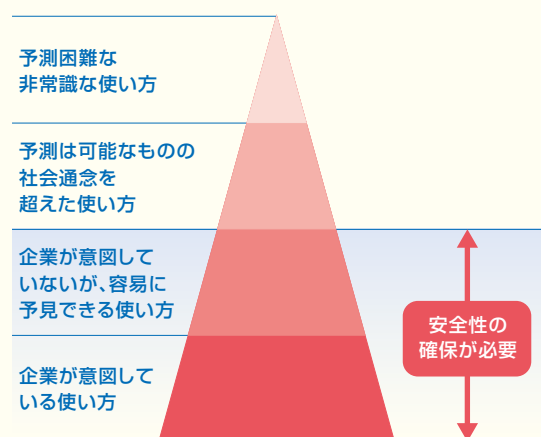 予測困難な
非常識な使い方
予測は可能なものの
社会通念を
超えた使い方
企業が意図して
いないが、容易に
予見できる使い方
安全性の
確保が必要
企業が意図して
いる使い方